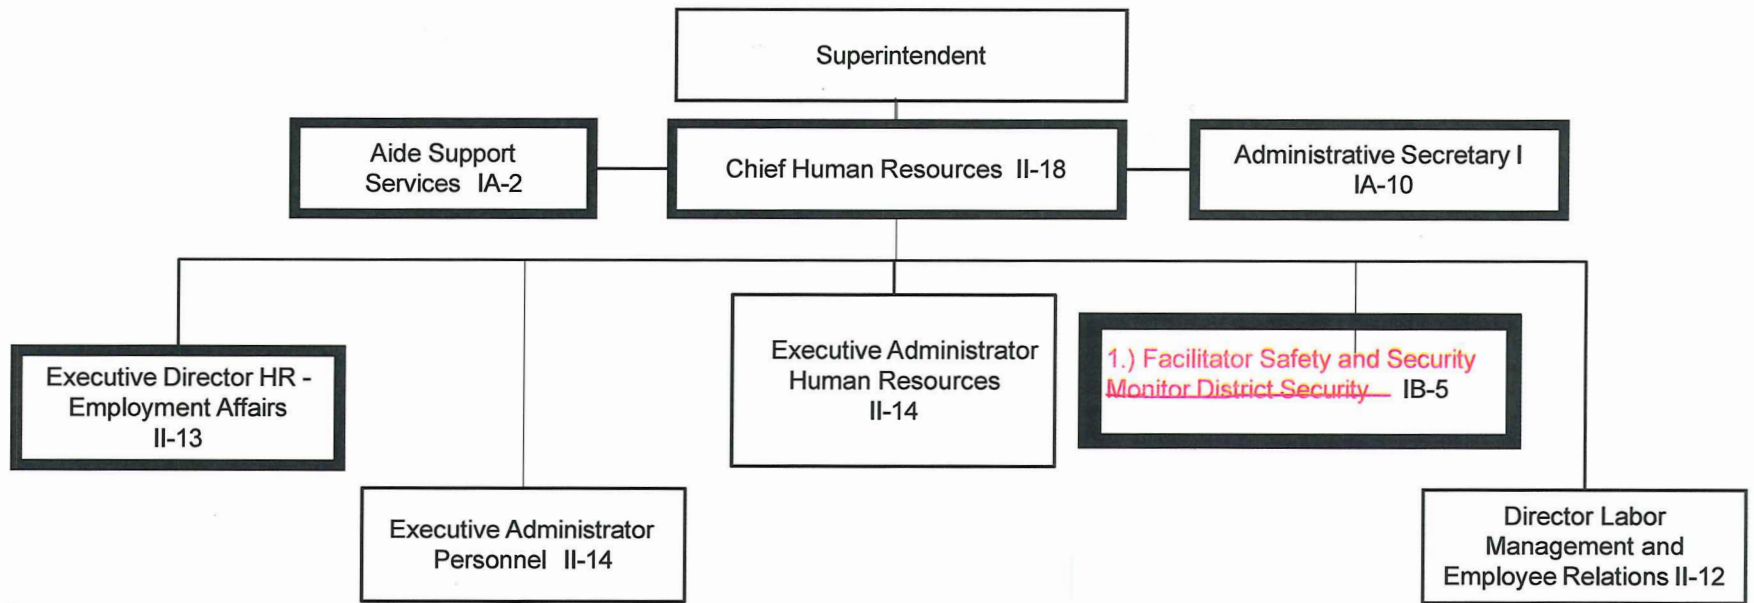 Superintendent
Aide Support
Services IA-2
Chief Human Resources II-18
Administrative Secretary I
IA-10
Executive Director HR -
Employment Affairs
II-13
Executive Administrator
Personnel II-14
Executive Administrator
Human Resources
II-14
1.) Facilitator Safety and Security
Monitor District Security IB-5
Director Labor
Management and
Employee Relations II-12